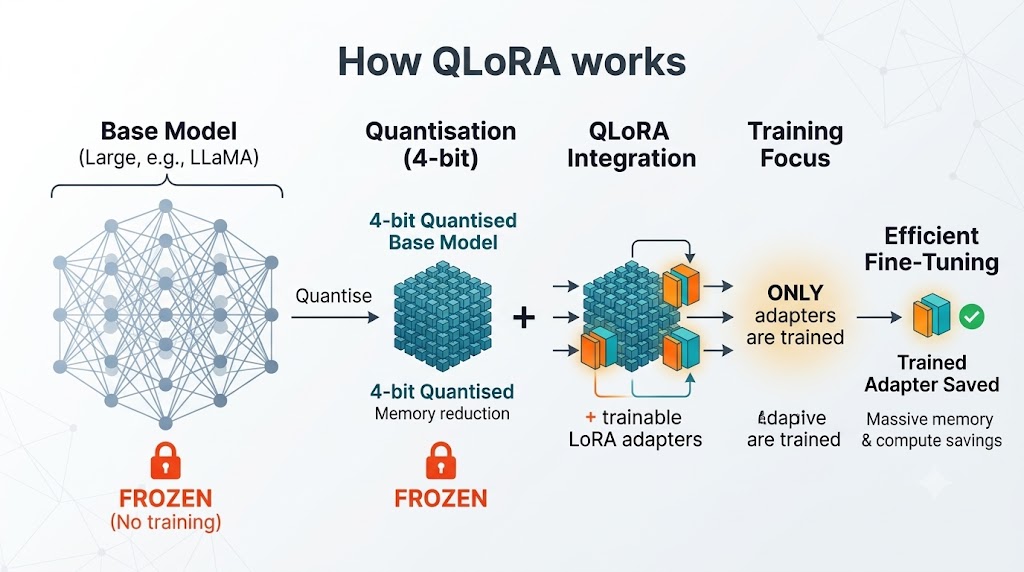 How QLoRA works
Base Model
(Large, e.g., LLaMA)
Quantise
FROZEN
(No training)
Quantisation
(4-bit)
4-bit Quantised
Base Model
4-bit Quantised
Memory reduction
FROZEN
+
QLoRA
Integration
+ trainable
LoRA adapters
Training
Focus
ONLY
adapters
are trained
are trained
Efficient
Fine-Tuning
Trained
Adapter Saved
Massive memory
& compute savings